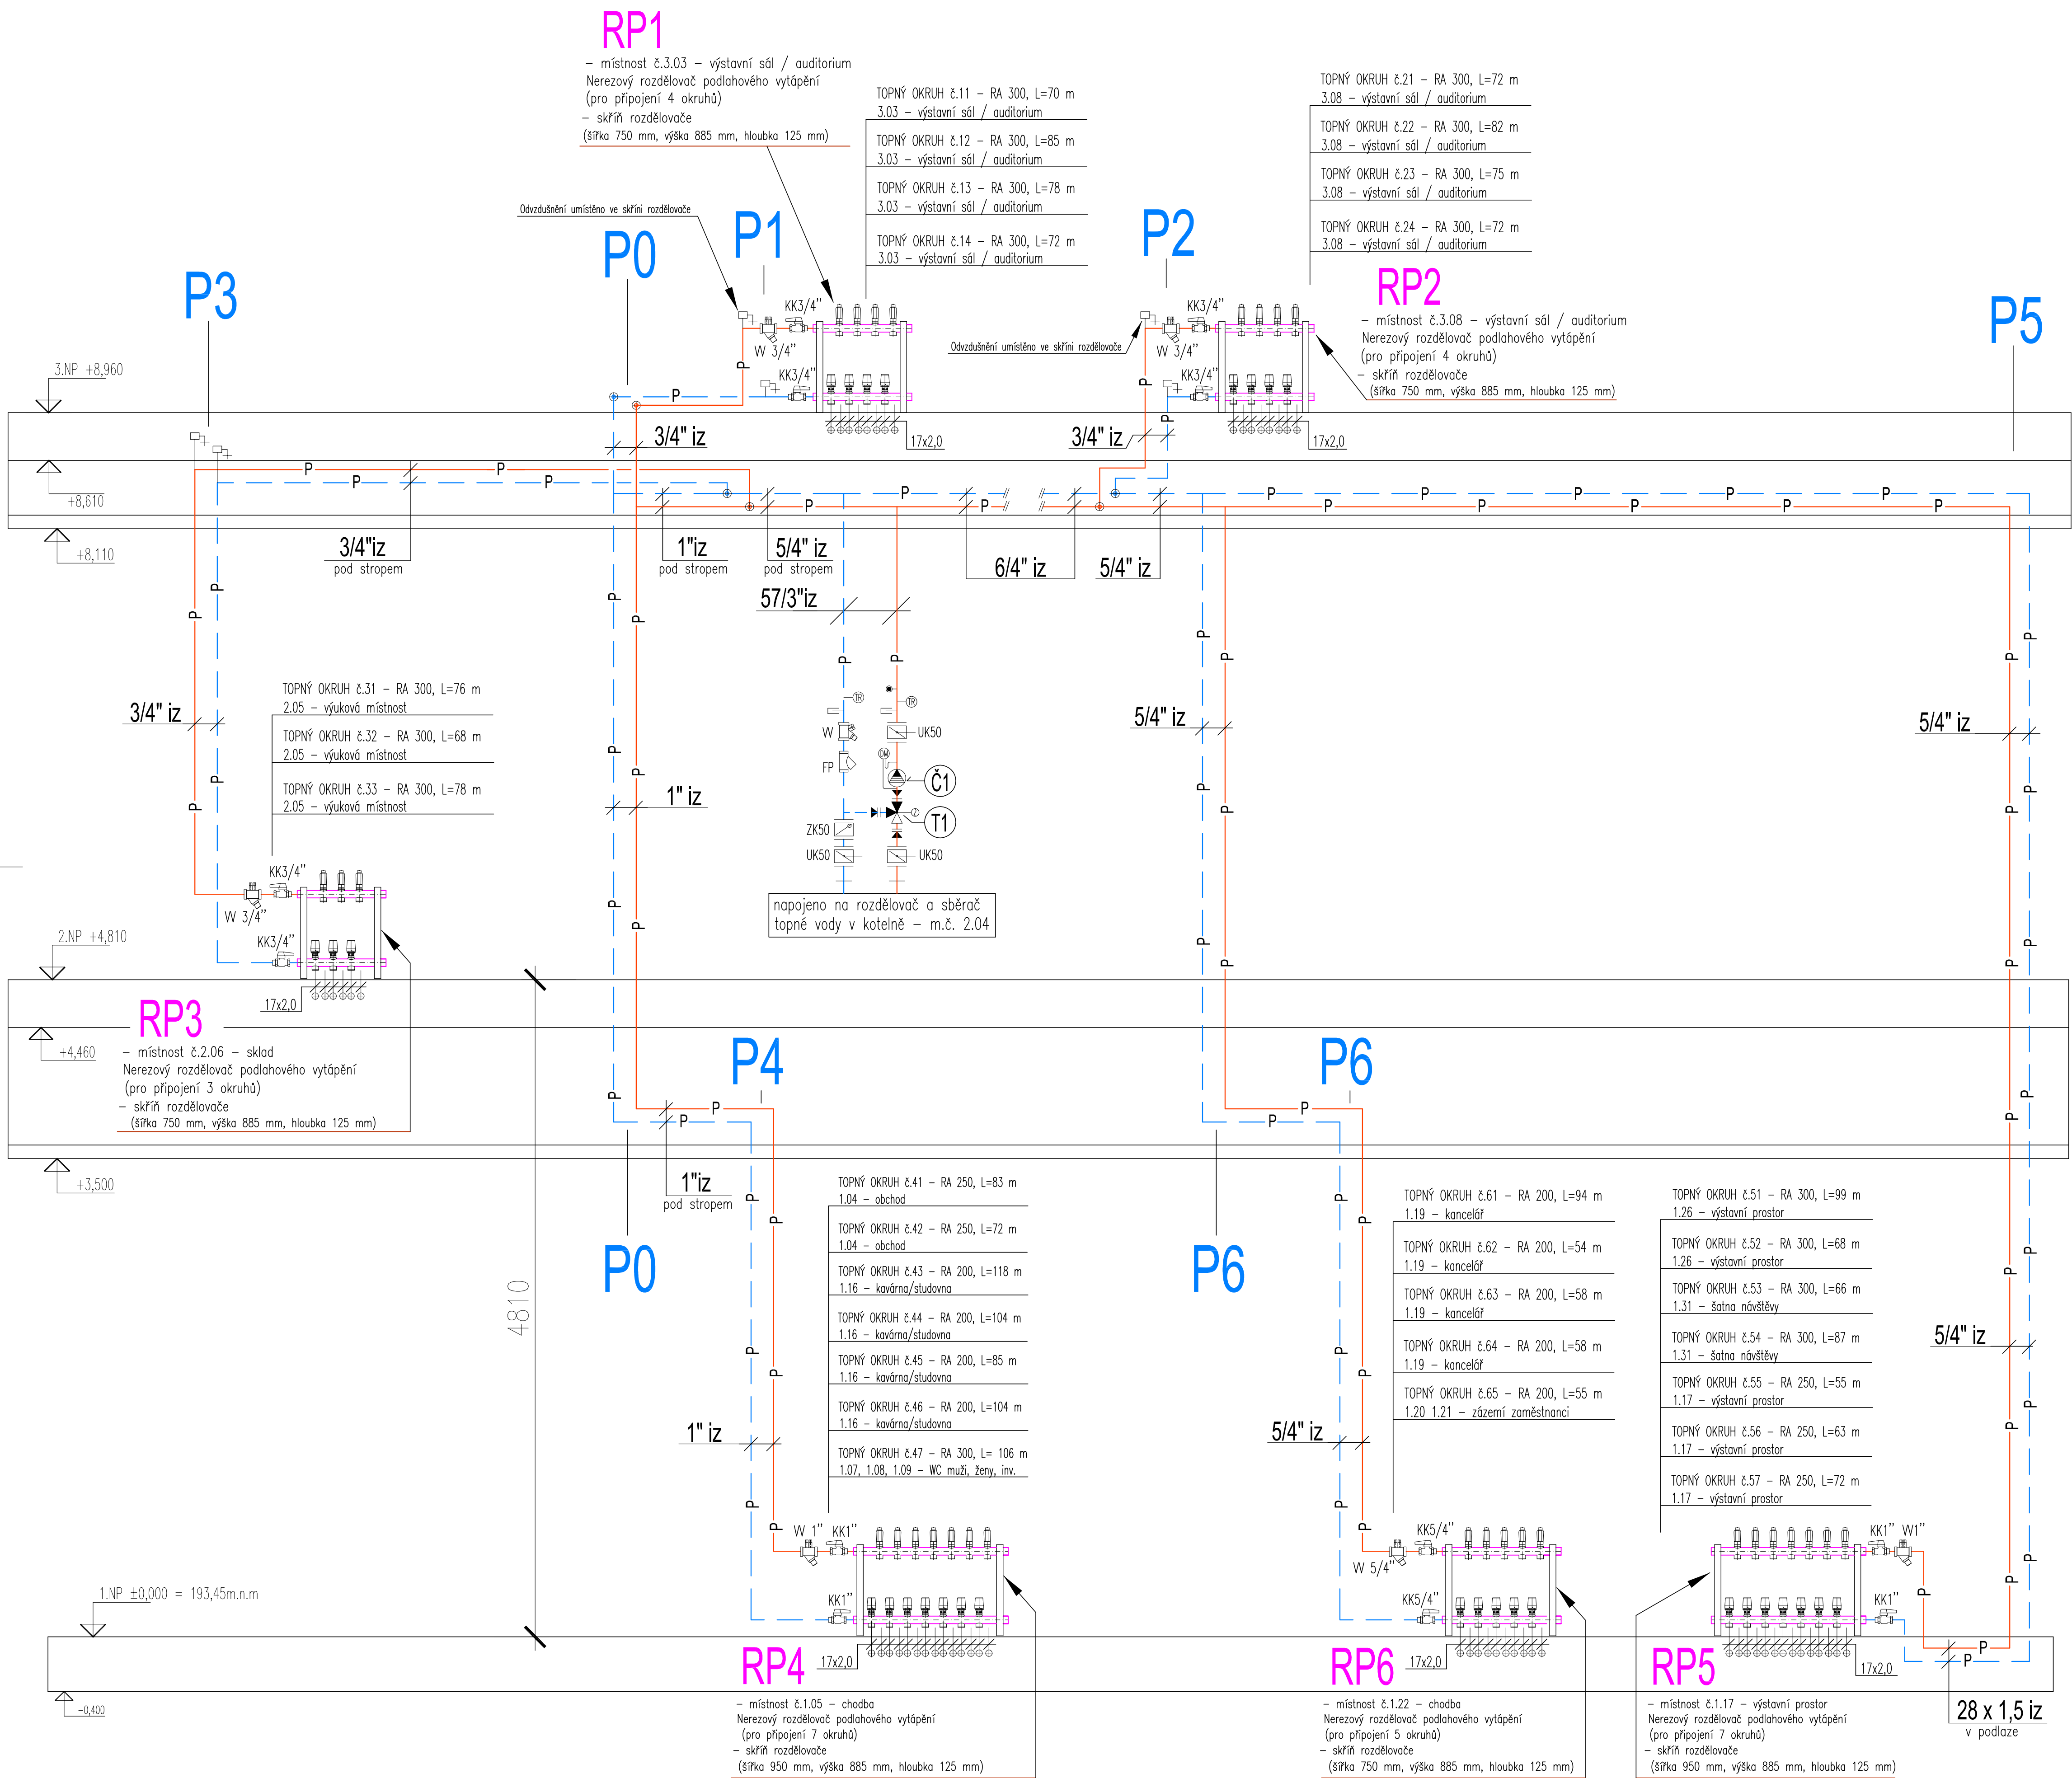 RP1
– místnost č.3.03 – výstavní sál / auditorium
Nerezový rozdělovač podlahového vytápění
(pro připojení 4 okruhů)
– skříň rozdělovače
(šířka 750 mm, výška 885 mm, hloubka 125 mm)
TOPNÝ OKRUH č.11 – RA 300, L=70 m
3.03 – výstavní sál / auditorium
TOPNÝ OKRUH č.12 – RA 300, L=85 m
3.03 – výstavní sál / auditorium
TOPNÝ OKRUH č.13 – RA 300, L=78 m
3.03 – výstavní sál / auditorium
TOPNÝ OKRUH č.14 – RA 300, L=72 m
3.03 – výstavní sál / auditorium
TOPNÝ OKRUH č.21 – RA 300, L=72 m
3.08 – výstavní sál / auditorium
TOPNÝ OKRUH č.22 – RA 300, L=82 m
3.08 – výstavní sál / auditorium
TOPNÝ OKRUH č.23 – RA 300, L=75 m
3.08 – výstavní sál / auditorium
TOPNÝ OKRUH č.24 – RA 300, L=72 m
3.08 – výstavní sál / auditorium
Odvzdušnění umístěno ve skříni rozdělovače
P0
P1
P2
P3
P5
RP2
– místnost č.3.08 – výstavní sál / auditorium
Nerezový rozdělovač podlahového vytápění
(pro připojení 4 okruhů)
– skříň rozdělovače
(šířka 750 mm, výška 885 mm, hloubka 125 mm)
KK3/4”
W 3/4”
KK3/4”
17x2,0
Odvzdušnění umístěno ve skříni rozdělovače
KK3/4”
W 3/4”
KK3/4”
17x2,0
3.NP +8,960
+8,610
+8,110
3/4" iz
3/4" iz
3/4"iz
pod stropem
1"iz
pod stropem
5/4" iz
pod stropem
6/4" iz
5/4" iz
57/3"iz
TR
TR
W
UK50
FP
DM
Č1
T1
ZK50
UK50
UK50
napojeno na rozdělovač a sběrač
topné vody v kotelně – m.č. 2.04
TOPNÝ OKRUH č.31 – RA 300, L=76 m
2.05 – výuková místnost
TOPNÝ OKRUH č.32 – RA 300, L=68 m
2.05 – výuková místnost
TOPNÝ OKRUH č.33 – RA 300, L=78 m
2.05 – výuková místnost
3/4" iz
1" iz
5/4" iz
5/4" iz
KK3/4”
W 3/4”
KK3/4”
17x2,0
2.NP +4,810
+4,460
+3,500
RP3
– místnost č.2.06 – sklad
Nerezový rozdělovač podlahového vytápění
(pro připojení 3 okruhů)
– skříň rozdělovače
(šířka 750 mm, výška 885 mm, hloubka 125 mm)
P4
P6
1"iz
pod stropem
P0
P6
4810
TOPNÝ OKRUH č.41 – RA 250, L=83 m
1.04 – obchod
TOPNÝ OKRUH č.42 – RA 250, L=72 m
1.04 – obchod
TOPNÝ OKRUH č.43 – RA 200, L=118 m
1.16 – kavárna/studovna
TOPNÝ OKRUH č.44 – RA 200, L=104 m
1.16 – kavárna/studovna
TOPNÝ OKRUH č.45 – RA 200, L=85 m
1.16 – kavárna/studovna
TOPNÝ OKRUH č.46 – RA 200, L=104 m
1.16 – kavárna/studovna
TOPNÝ OKRUH č.47 – RA 300, L= 106 m
1.07, 1.08, 1.09 – WC muži, ženy, inv.
TOPNÝ OKRUH č.61 – RA 200, L=94 m
1.19 – kancelář
TOPNÝ OKRUH č.62 – RA 200, L=54 m
1.19 – kancelář
TOPNÝ OKRUH č.63 – RA 200, L=58 m
1.19 – kancelář
TOPNÝ OKRUH č.64 – RA 200, L=58 m
1.19 – kancelář
TOPNÝ OKRUH č.65 – RA 200, L=55 m
1.20 1.21 – zázemí zaměstnanci
TOPNÝ OKRUH č.51 – RA 300, L=99 m
1.26 – výstavní prostor
TOPNÝ OKRUH č.52 – RA 300, L=68 m
1.26 – výstavní prostor
TOPNÝ OKRUH č.53 – RA 300, L=66 m
1.31 – šatna návštěvy
TOPNÝ OKRUH č.54 – RA 300, L=87 m
1.31 – šatna návštěvy
TOPNÝ OKRUH č.55 – RA 250, L=55 m
1.17 – výstavní prostor
TOPNÝ OKRUH č.56 – RA 250, L=63 m
1.17 – výstavní prostor
TOPNÝ OKRUH č.57 – RA 250, L=72 m
1.17 – výstavní prostor
1" iz
5/4" iz
5/4" iz
W 1” KK1”
KK1”
17x2,0
KK5/4”
W 5/4”
KK5/4”
17x2,0
KK1” W1”
KK1”
17x2,0
1.NP ±0,000 = 193,45m.n.m
–0,400
RP4
– místnost č.1.05 – chodba
Nerezový rozdělovač podlahového vytápění
(pro připojení 7 okruhů)
– skříň rozdělovače
(šířka 950 mm, výška 885 mm, hloubka 125 mm)
RP6
– místnost č.1.22 – chodba
Nerezový rozdělovač podlahového vytápění
(pro připojení 5 okruhů)
– skříň rozdělovače
(šířka 750 mm, výška 885 mm, hloubka 125 mm)
RP5
– místnost č.1.17 – výstavní prostor
Nerezový rozdělovač podlahového vytápění
(pro připojení 7 okruhů)
– skříň rozdělovače
(šířka 950 mm, výška 885 mm, hloubka 125 mm)
28 x 1,5 iz
v podlaze